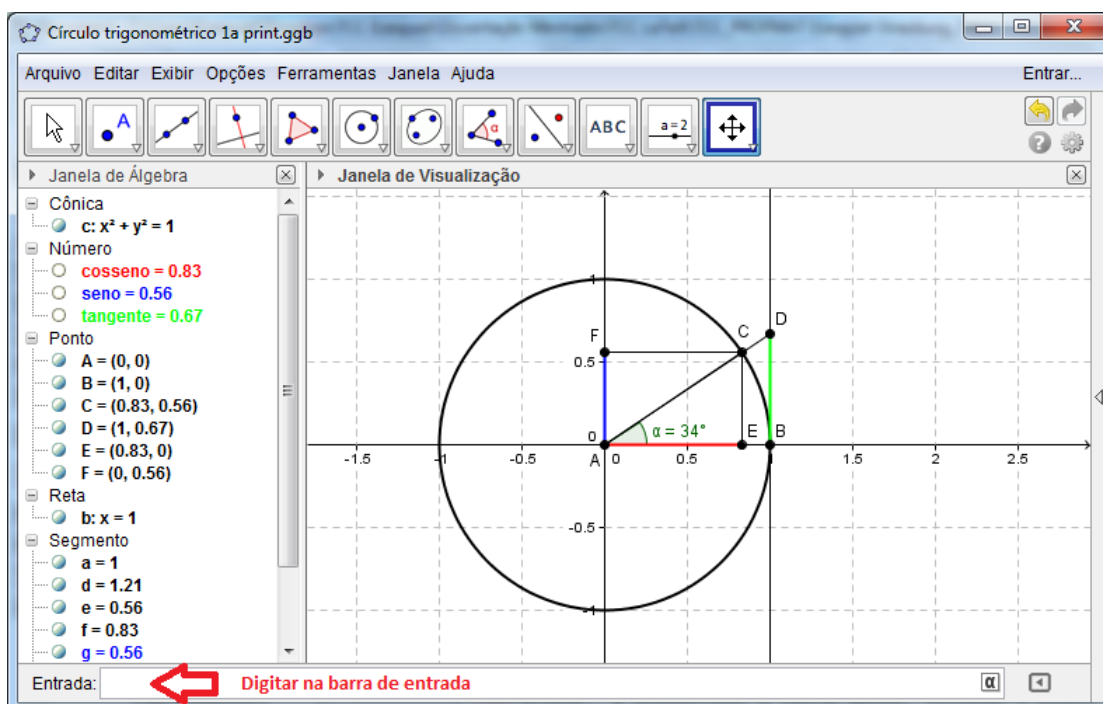 Círculo trigonométrico 1a print.ggb
Arquivo Editar Exibir Opções Ferramentas Janela Ajuda Entrar...
A α ABC a=2
Janela de Álgebra
Cônica
c: x² + y² = 1
Número
cosseno = 0.83
seno = 0.56
tangente = 0.67
Ponto
A = (0, 0)
B = (1, 0)
C = (0.83, 0.56)
D = (1, 0.67)
E = (0.83, 0)
F = (0, 0.56)
Reta
b: x = 1
Segmento
a = 1
d = 1.21
e = 0.56
f = 0.83
g = 0.56
Janela de Visualização
1
D
F C
0.5
0 α = 34° E B
-1.5 -1 -0.5 A 0 0.5 1 1.5 2 2.5
-0.5
-1
Entrada: Digitar na barra de entrada α